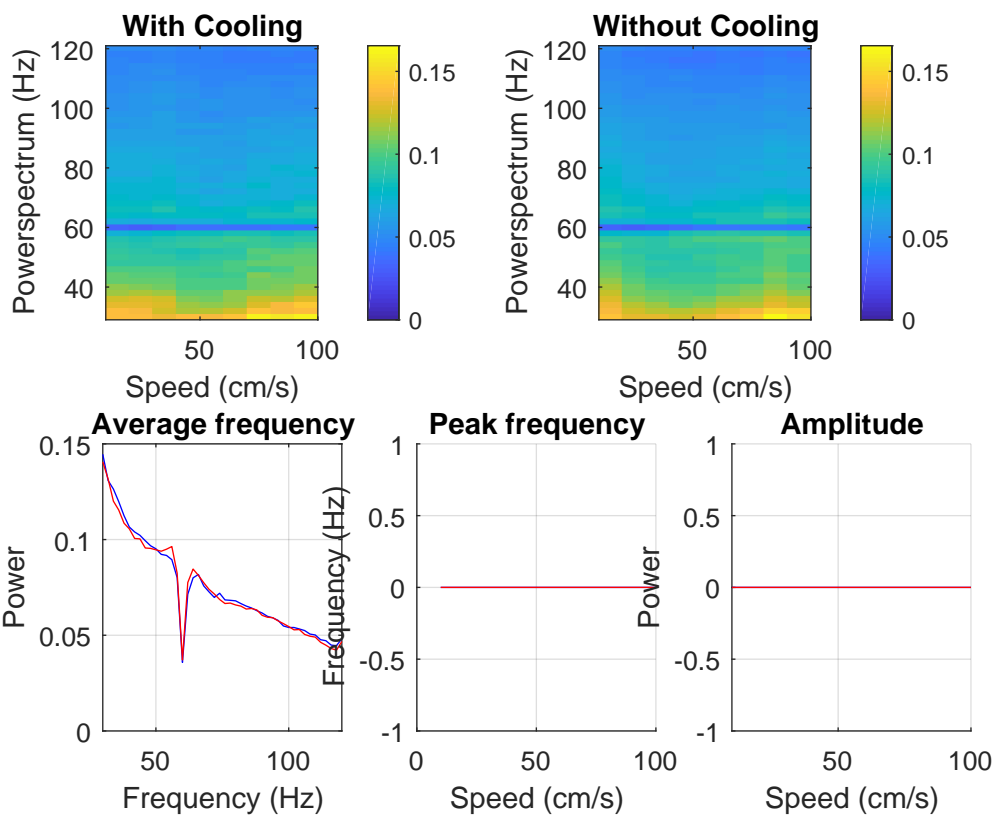 With Cooling
Powerspectrum (Hz)
120
100
80
60
40
50
100
Speed (cm/s)
0.15
0.1
0.05
0
Without Cooling
Powerspectrum (Hz)
120
100
80
60
40
50
100
Speed (cm/s)
0.15
0.1
0.05
0
Average frequency
Power
0.15
0.1
0.05
0
50
100
Frequency (Hz)
Peak frequency
Frequency (Hz)
1
0.5
0
-0.5
-1
0
50
100
Speed (cm/s)
Amplitude
Power
1
0.5
0
-0.5
-1
50
100
Speed (cm/s)